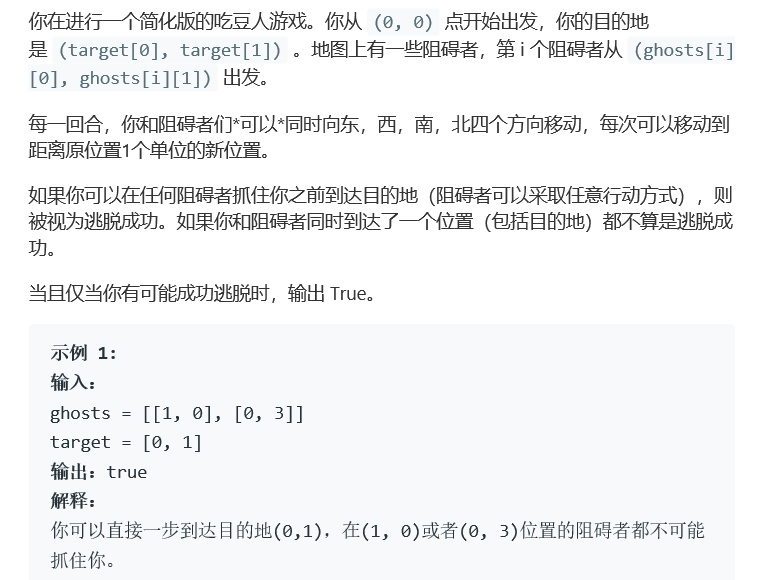 你在进行一个简化版的吃豆人游戏。你从 (0, 0) 点开始出发，你的目的地
是 (target[0], target[1]) 。地图上有一些阻碍者，第 i 个阻碍者从 (ghosts[i]
[0], ghosts[i][1]) 出发。
每一回合，你和阻碍者们*可以*同时向东，西，南，北四个方向移动，每次可以移动到
距离原位置1个单位的新位置。
如果你可以在任何阻碍者抓住你之前到达目的地（阻碍者可以采取任意行动方式），则
被视为逃脱成功。如果你和阻碍者同时到达了一个位置（包括目的地）都不算是逃脱成
功。
当且仅当你有可能成功逃脱时，输出 True。
示例 1:
输入：
ghosts = [[1, 0], [0, 3]]
target = [0, 1]
输出：true
解释：
你可以直接一步到达目的地(0,1)，在(1, 0)或者(0, 3)位置的阻碍者都不可能
抓住你。